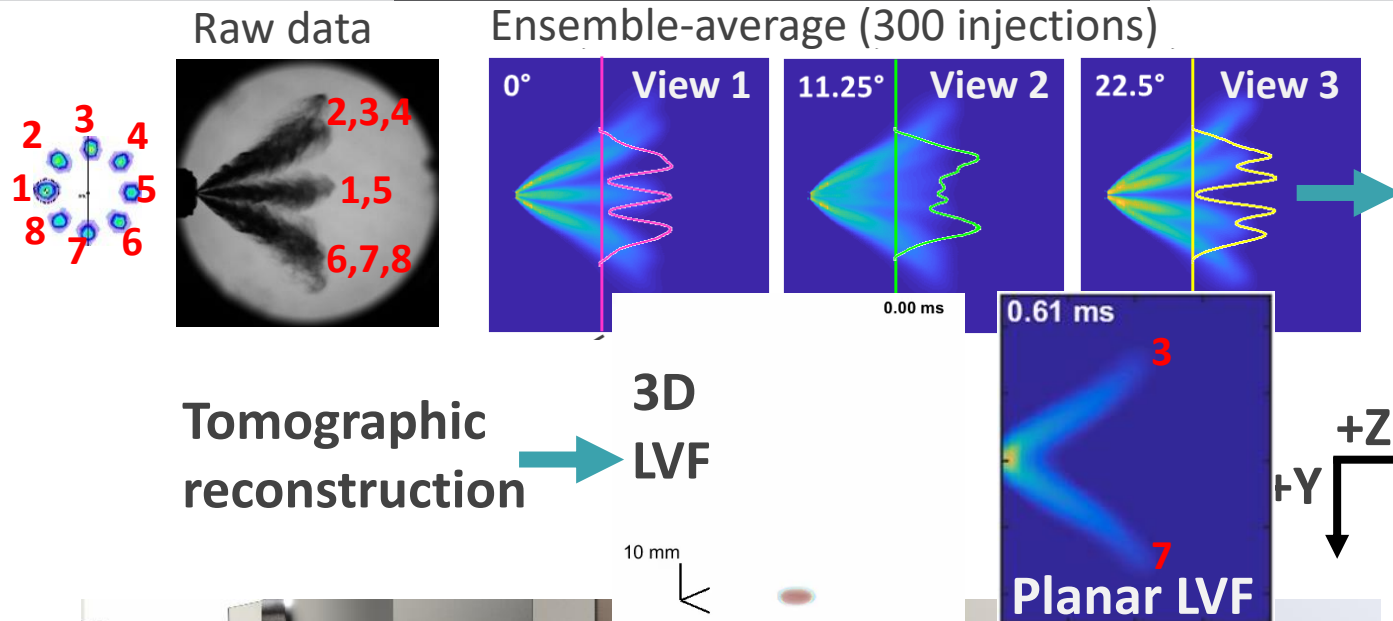 Raw data
Ensemble-average (300 injections)
0°
View 1
11.25°
View 2
22.5°
View 3
2
3
4
1
5
8
7
6
2,3,4
1,5
6,7,8
0.00 ms
0.61 ms
3
7
Planar LVF
Tomographic
reconstruction
3D
LVF
10 mm
+Z
+Y